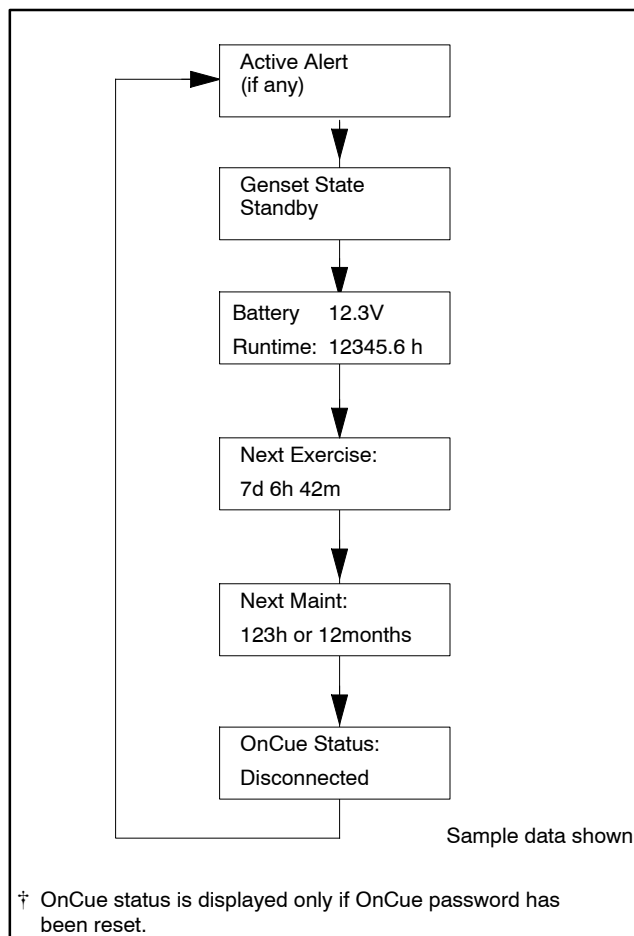 Active Alert
(if any)
Genset State
Standby
Battery 12.3V
Runtime: 12345.6 h
Next Exercise:
7d 6h 42m
Next Maint:
123h or 12months
OnCue Status:
Disconnected
Sample data shown
† OnCue status is displayed only if OnCue password has
been reset.